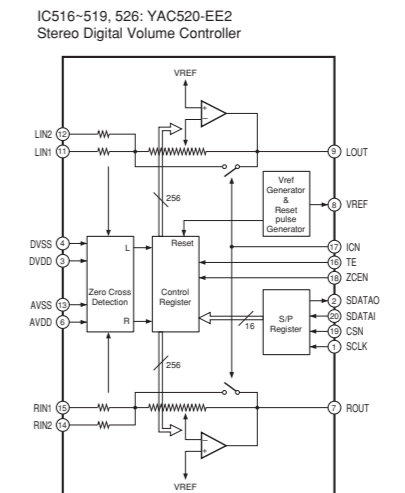 IC516~519, 526: YAC520-EE2
Stereo Digital Volume Controller
VREF
+
−
LIN2 12
LIN1 11
9 LOUT
256
Vref
Generator
&
Reset
pulse
Generator
8 VREF
DVSS 4
DVDD 3
L
Reset
17 ICN
16 TE
18 ZCEN
Zero Cross
Detection
Control
Register
AVSS 13
AVDD 6
R
16
S/P
Register
2 SDATAO
20 SDATAI
19 CSN
1 SCLK
256
RIN1 15
RIN2 14
7 ROUT
−
+
VREF